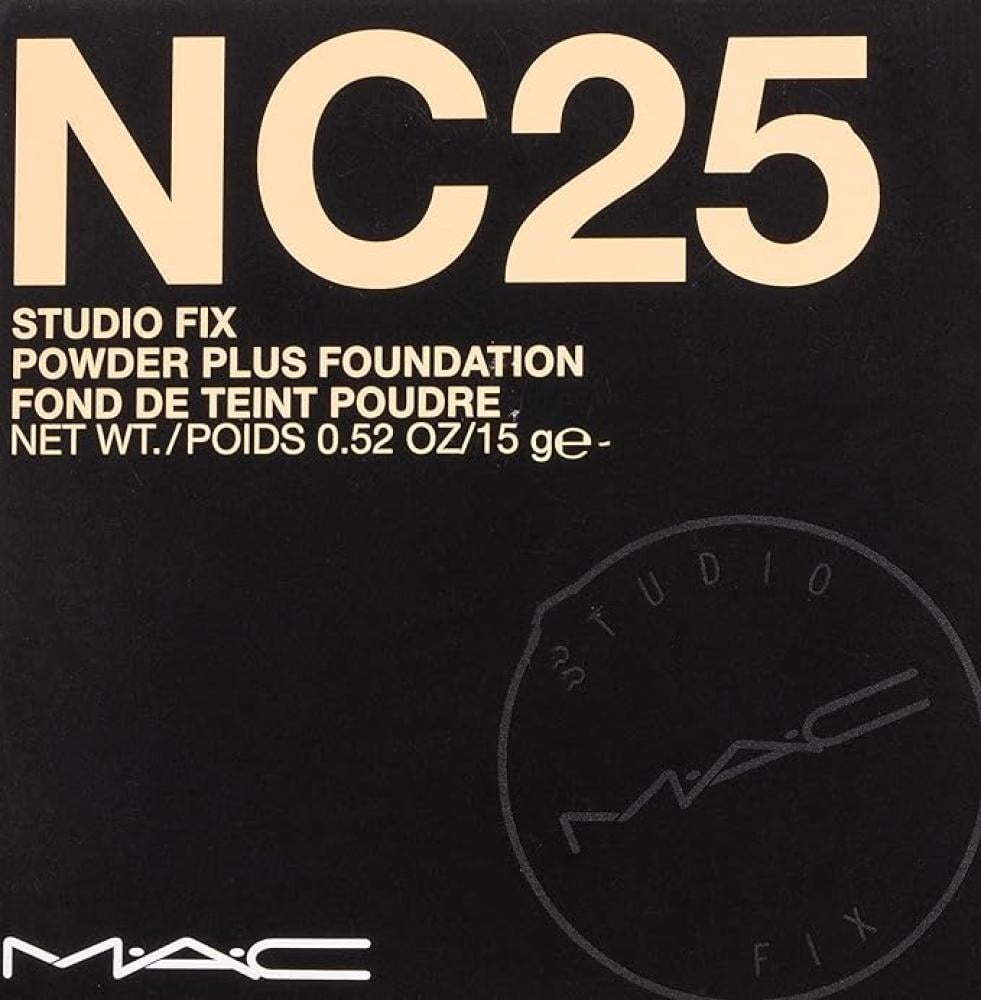 NC25
STUDIO FIX
POWDER PLUS FOUNDATION
FOND DE TEINT POUDRE
NET WT./POIDS 0.52 OZ/15 g℮
STUDIO
M·A·C
FIX
M·A·C